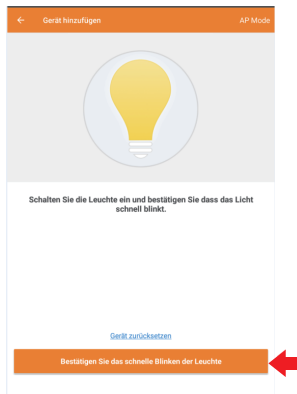 Gerät hinzufügen AP Mode
Schalten Sie die Leuchte ein und bestätigen Sie dass das Licht
schnell blinkt.
Gerät zurücksetzen
Bestätigen Sie das schnelle Blinken der Leuchte